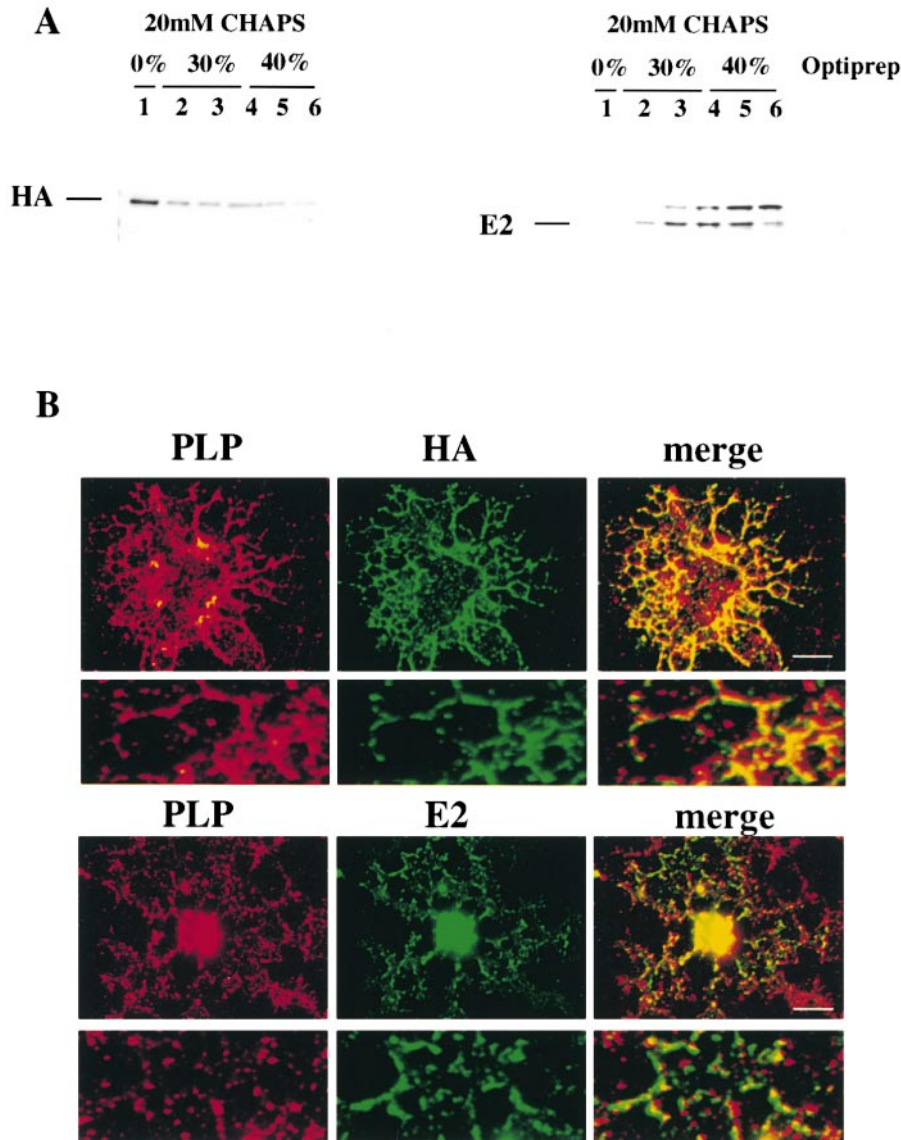 A
20mM CHAPS
0% 30% 40%
1 2 3 4 5 6
HA
20mM CHAPS
0% 30% 40% Optiprep
1 2 3 4 5 6
E2
B
PLP HA merge
PLP E2 merge